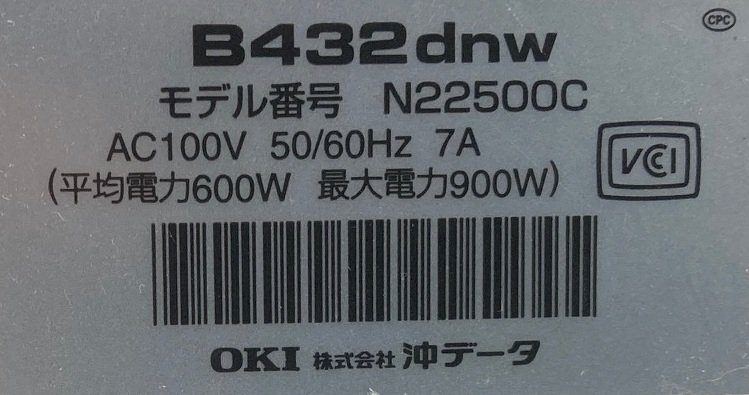 CPC
B432dnw
モデル番号 N22500C
AC100V 50/60Hz 7A
(平均電力600W 最大電力900W)
VCCI
OKI 株式会社 沖データ